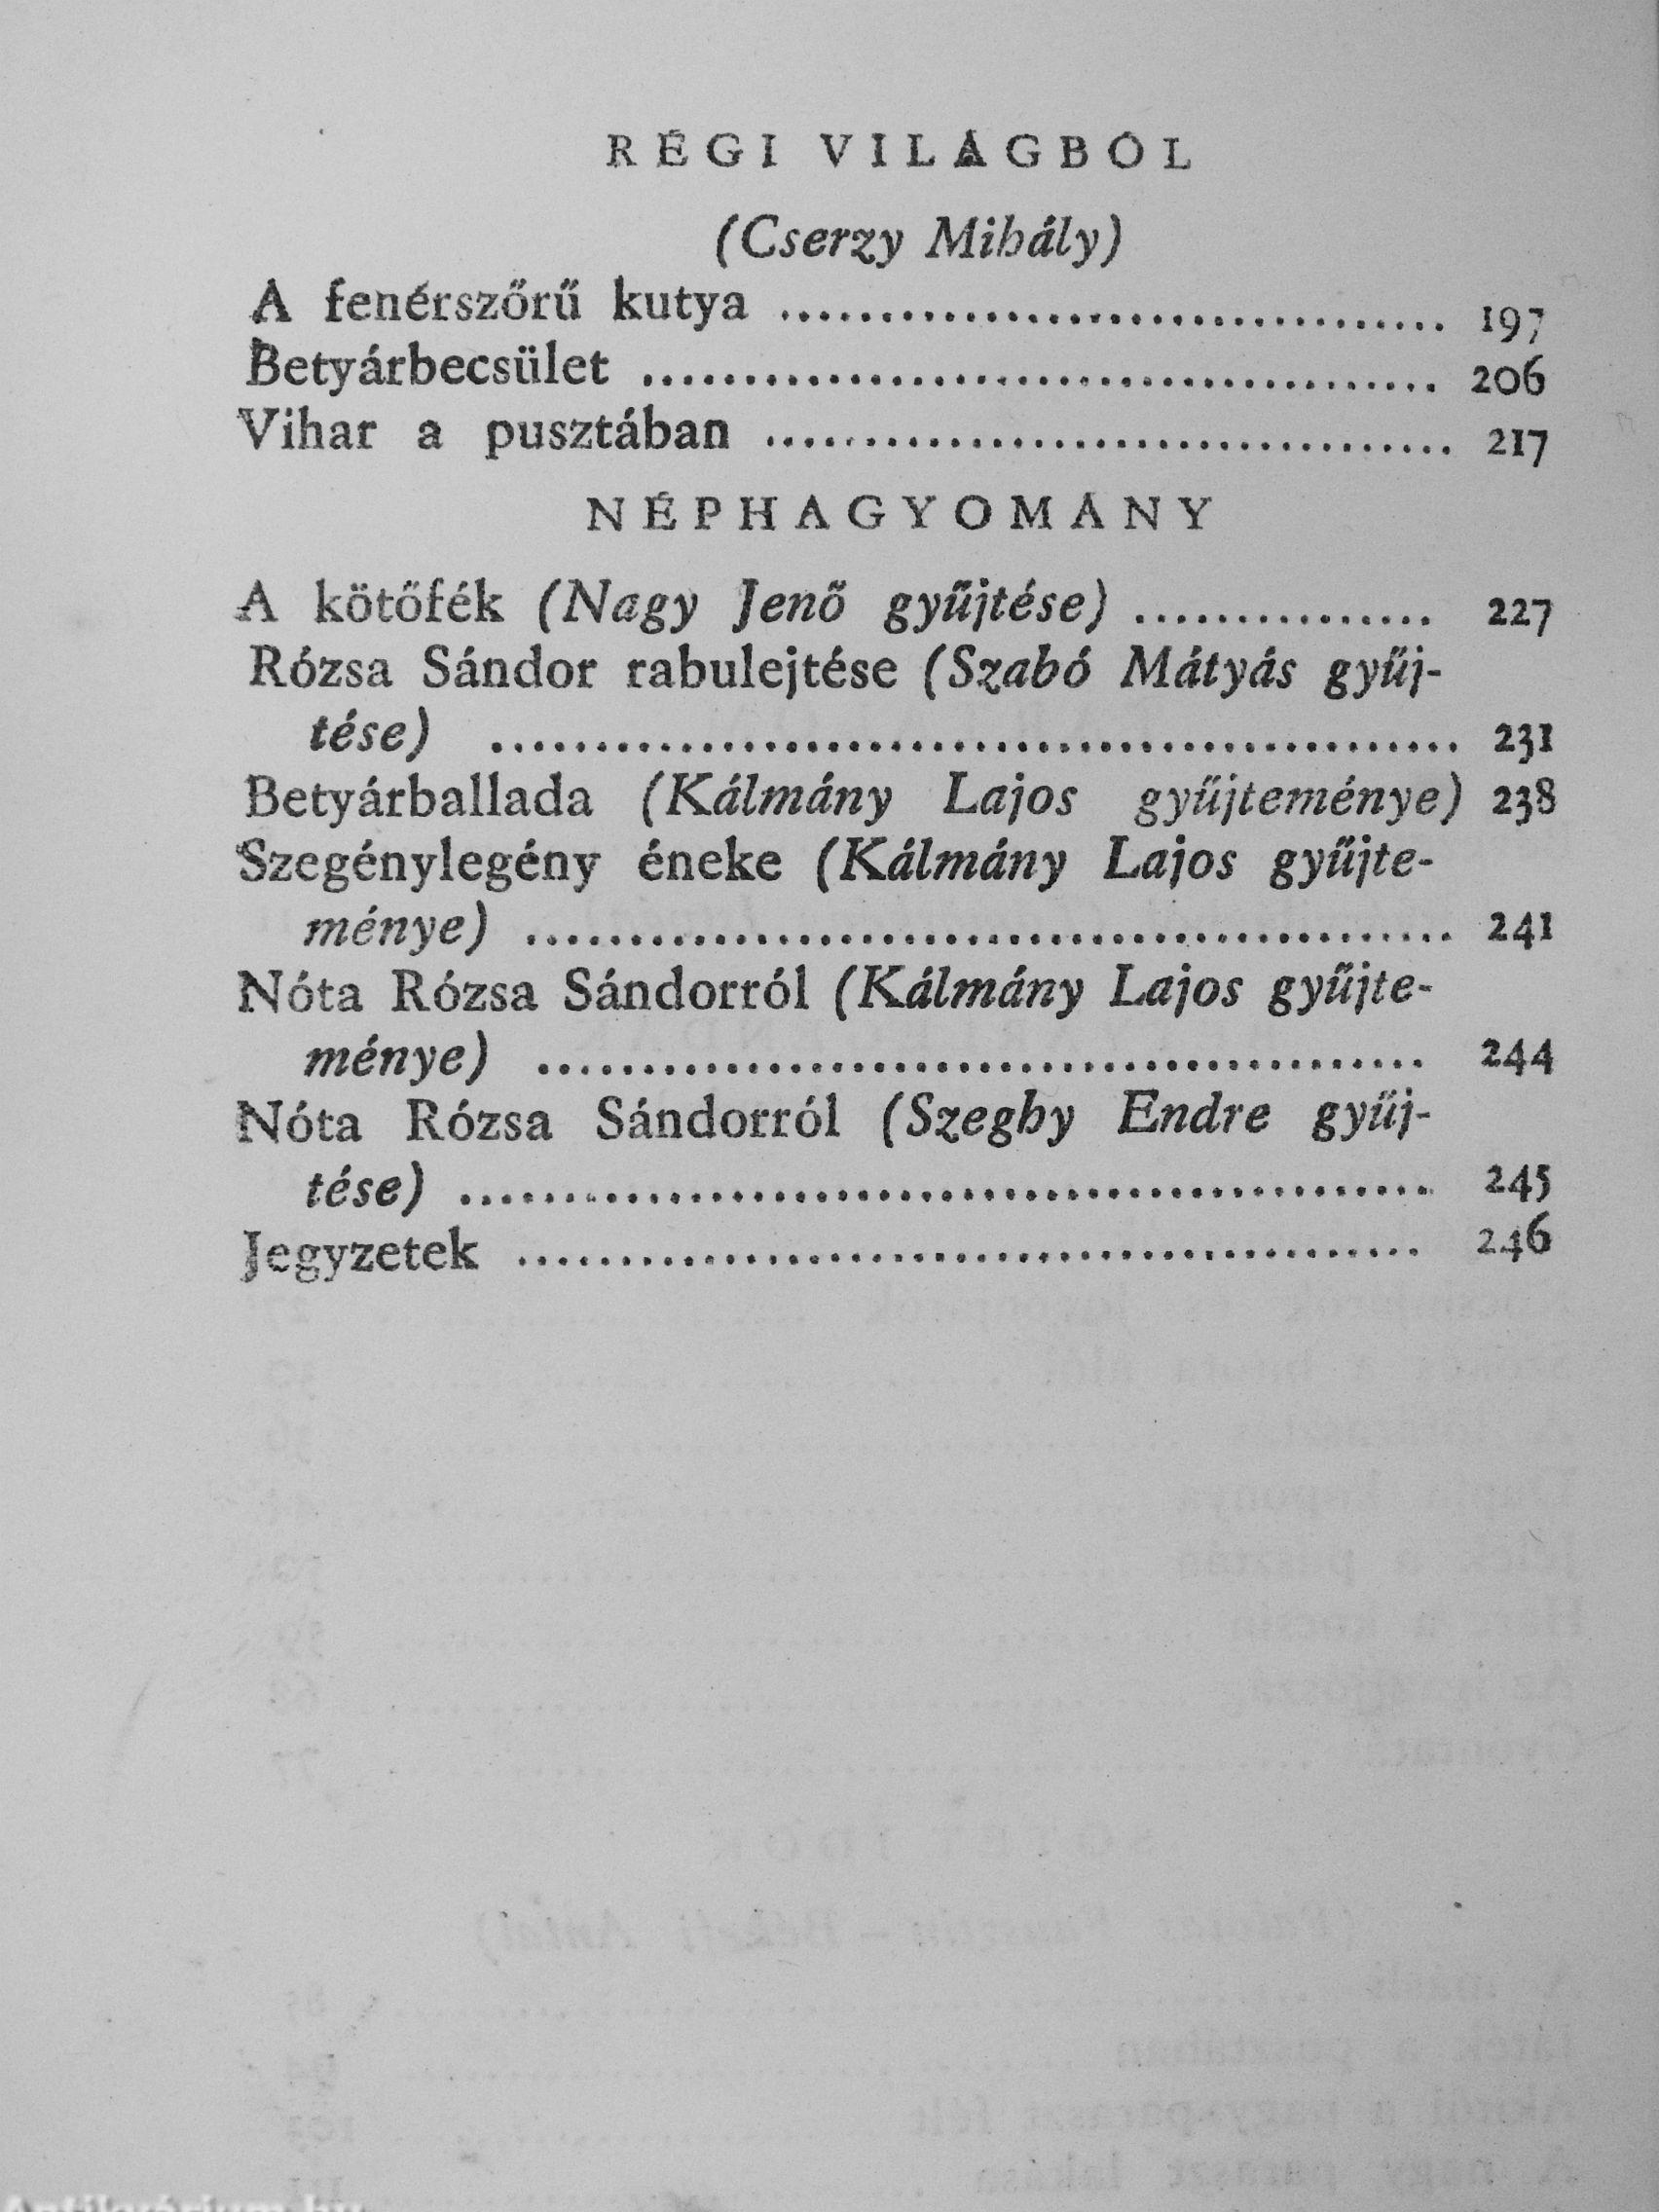 RÉGI VILÁGBÓL
(Cserzy Mihály)
A fenérszőrű kutya .................................. 197
Betyárbecsület ........................................ 206
Vihar a pusztában .................................. 217
NÉPHAGYOMÁNY
A kötőfék (Nagy Jenő gyűjtése) ............... 227
Rózsa Sándor rabulejtése (Szabó Mátyás gyűj-
tése) ............................................... 231
Betyárballada (Kálmány Lajos gyűjteménye) 238
Szegénylegény éneke (Kálmány Lajos gyűjte-
ménye) ............................................. 241
Nóta Rózsa Sándorról (Kálmány Lajos gyűjte-
ménye) ........................................... 244
Nóta Rózsa Sándorról (Szeghy Endre gyűj-
tése) ................................................ 245
Jegyzetek ............................................. 246